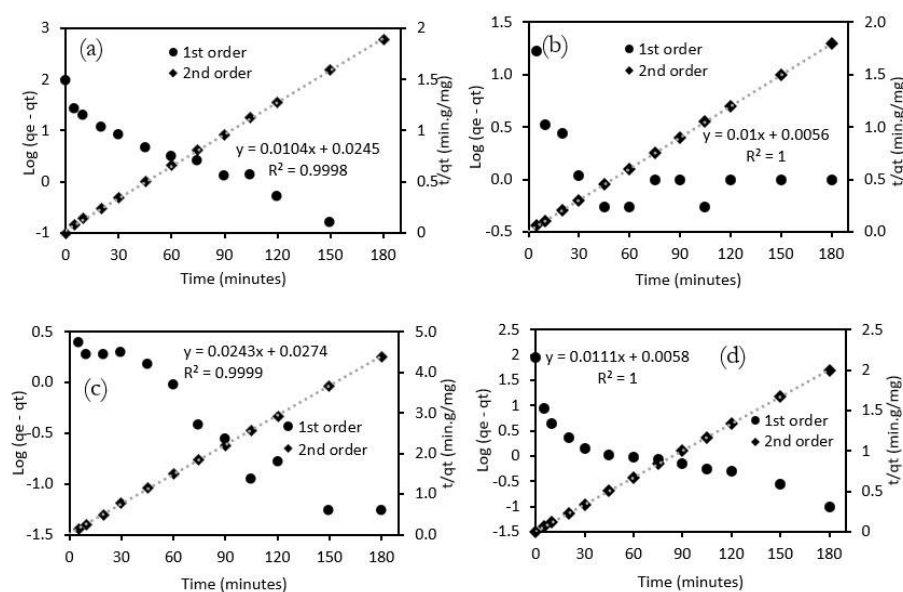 (a)
1st order
2nd order
y = 0.0104x + 0.0245
R² = 0.9998
3
2
1
0
-1
2
1.5
1
0.5
0
0 30 60 90 120 150 180
Log (qe - qt)
t/qt (min.g/mg)
Time (minutes)
(b)
1st order
2nd order
y = 0.01x + 0.0056
R² = 1
1.5
1.0
0.5
0.0
-0.5
2.0
1.5
1.0
0.5
0.0
0 30 60 90 120 150 180
Log (qe - qt)
t/qt (min.g/mg)
Time (minutes)
y = 0.0243x + 0.0274
R² = 0.9999
(c)
1st order
2nd order
0.5
0.0
-0.5
-1.0
-1.5
5.0
4.0
3.0
2.0
1.0
0.0
0 30 60 90 120 150 180
Log (qe - qt)
t/qt (min.g/mg)
Time (minutes)
y = 0.0111x + 0.0058
R² = 1
(d)
1st order
2nd order
2.5
2
1.5
1
0.5
0
-0.5
-1
-1.5
2
1.5
1
0.5
0
0 30 60 90 120 150 180
Log (qe - qt)
t/qt (min.g/mg)
Time (minutes)